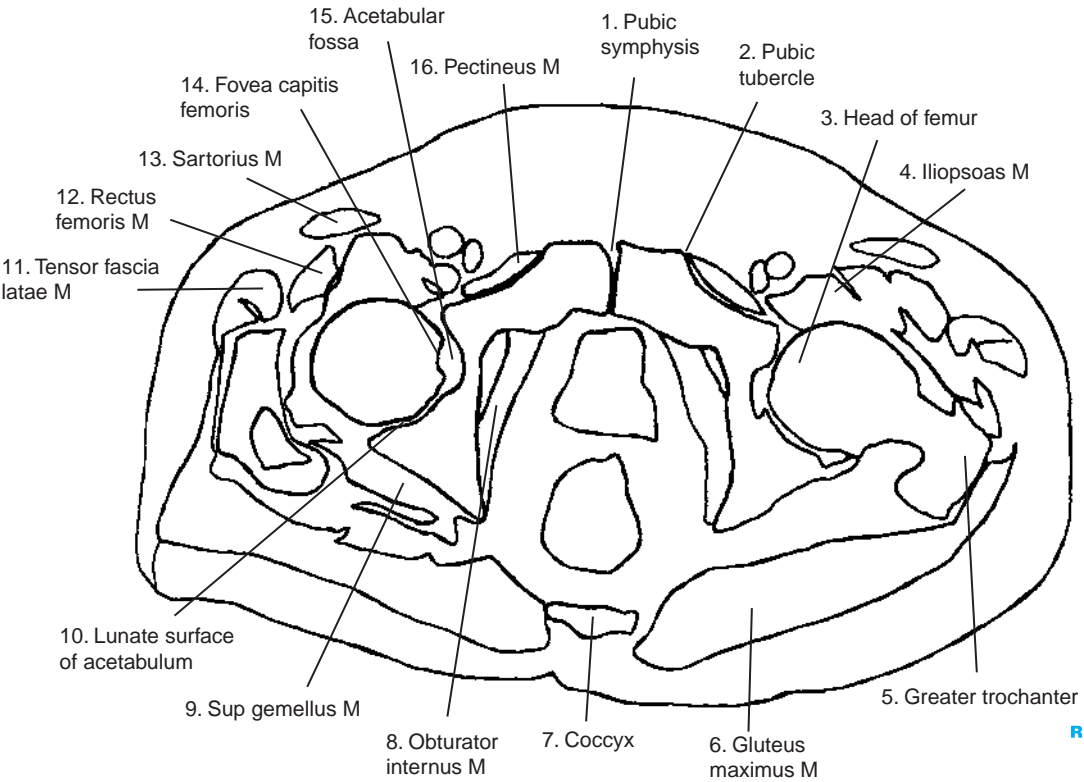 1. Pubic
symphysis
2. Pubic
tubercle
3. Head of femur
4. Iliopsoas M
5. Greater trochanter
6. Gluteus
maximus M
7. Coccyx
8. Obturator
internus M
9. Sup gemellus M
10. Lunate surface
of acetabulum
11. Tensor fascia
latae M
12. Rectus
femoris M
13. Sartorius M
14. Fovea capitis
femoris
15. Acetabular
fossa
16. Pectineus M
R